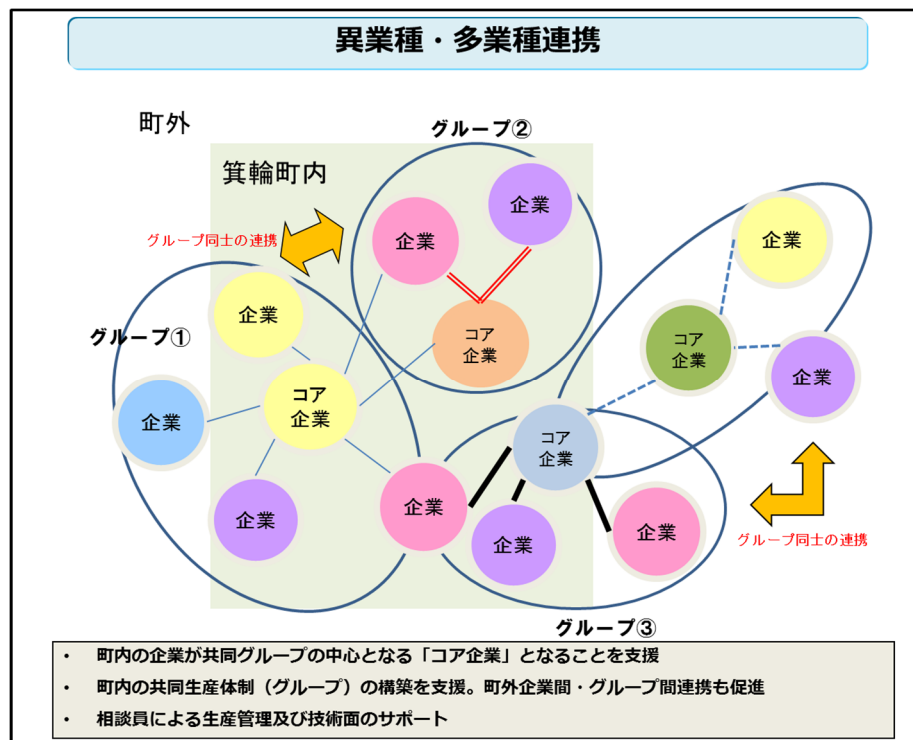 異業種・多業種連携
町外
グループ②
箕輪町内
企業
企業
グループ同士の連携
企業
企業
グループ①
コア
企業
コア
企業
企業
コア
企業
企業
コア
企業
企業
企業
企業
企業
企業
グループ同士の連携
グループ③
・ 町内の企業が共同グループの中心となる「コア企業」となることを支援
・ 町内の共同生産体制（グループ）の構築を支援。町外企業間・グループ間連携も促進
・ 相談員による生産管理及び技術面のサポート